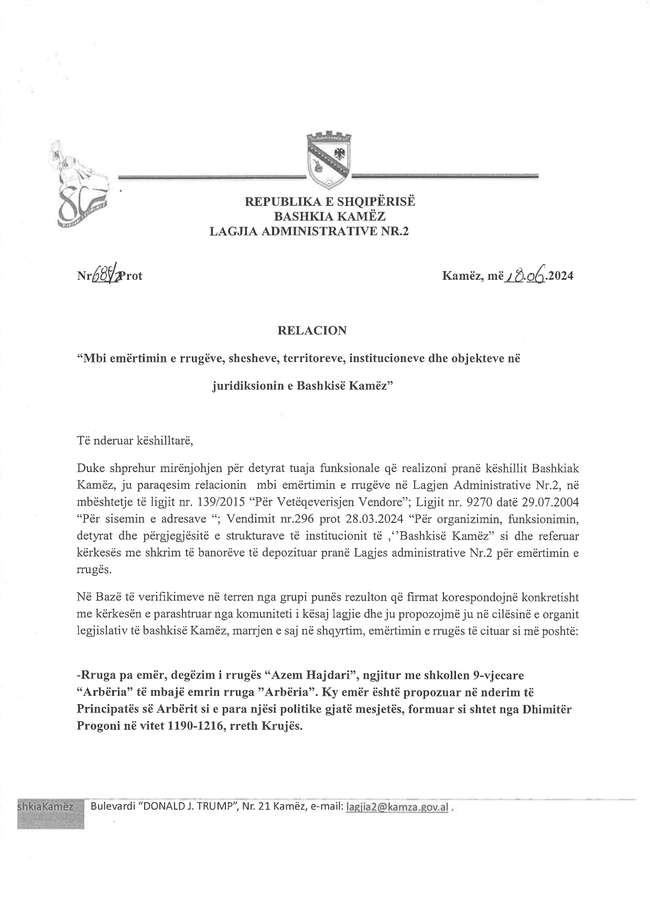 80
REPUBLIKA E SHQIPËRISË
BASHKIA KAMËZ
LAGJIA ADMINISTRATIVE NR.2
Nr Prot
Kamëz, më 18.06.2024
RELACION
“Mbi emërtimin e rrugëve, shesheve, territoreve, institucioneve dhe objekteve në
juridiksionin e Bashkisë Kamëz”
Të nderuar këshilltarë,
Duke shprehur mirënjohjen për detyrat tuaja funksionale që realizoni pranë këshillit Bashkiak
Kamëz, ju paraqesim relacionin mbi emërtimin e rrugëve në Lagjen Administrative Nr.2, në
mbështetje të ligjit nr. 139/2015 “Për Vetëqeverisjen Vendore”; Ligjit nr. 9270 datë 29.07.2004
“Për sisemin e adresave “; Vendimit nr.296 prot 28.03.2024 “Për organizimin, funksionimin,
detyrat dhe përgjegjësitë e strukturave të institucionit të ,‘’Bashkisë Kamëz” si dhe referuar
kërkesës me shkrim të banorëve të depozituar pranë Lagjes administrative Nr.2 për emërtimin e
rrugës.
Në Bazë të verifikimeve në terren nga grupi punës rezulton që firmat korespondojnë konkretisht
me kërkesën e parashtruar nga komuniteti i kësaj lagjie dhe ju propozojmë ju në cilësinë e organit
legjislativ të bashkisë Kamëz, marrjen e saj në shqyrtim, emërtimin e rrugës të cituar si më poshtë:
-Rruga pa emër, degëzim i rrugës “Azem Hajdari”, ngjitur me shkollen 9-vjecare
“Arbëria” të mbajë emrin rruga ”Arbëria”. Ky emër është propozuar në nderim të
Principatës së Arbërit si e para njësi politike gjatë mesjetës, formuar si shtet nga Dhimitër
Progoni në vitet 1190-1216, rreth Krujës.
shkiaKamëz Bulevardi “DONALD J. TRUMP”, Nr. 21 Kamëz, e-mail: lagjia2@kamza.gov.al .